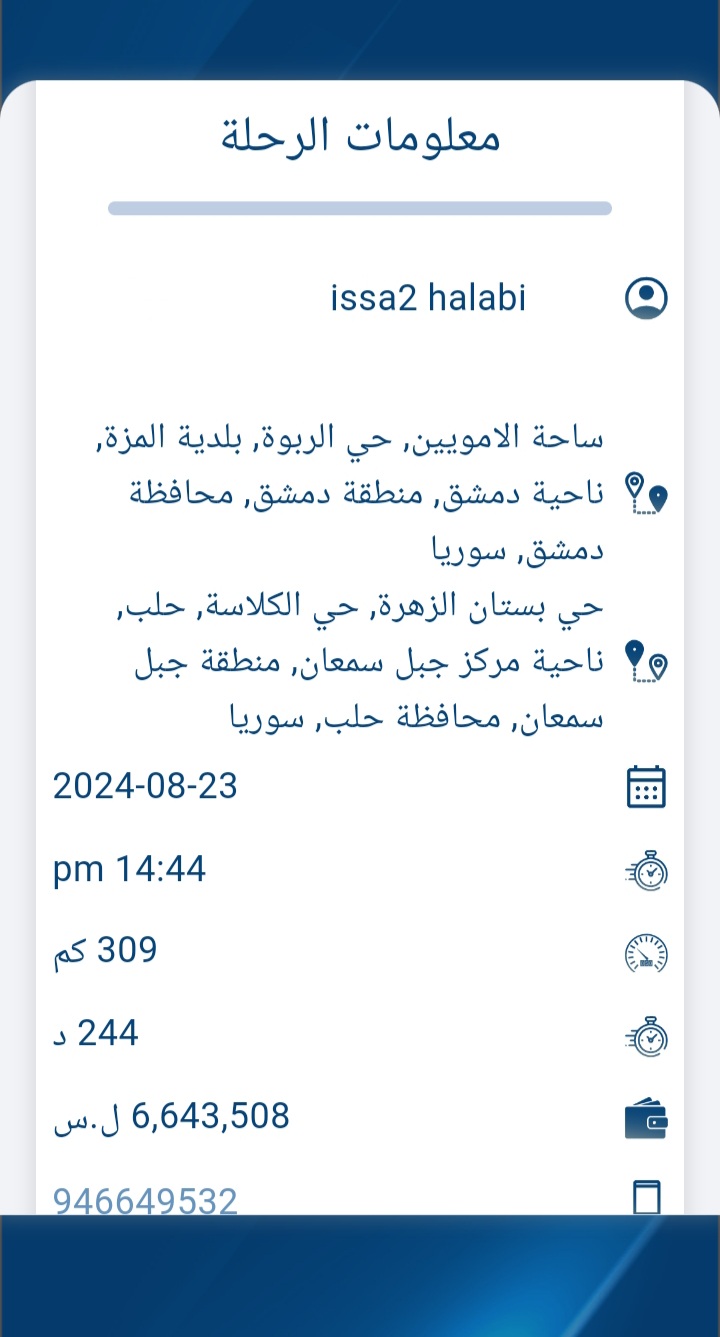 معلومات الرحلة
issa2 halabi
ساحة الامويين, حي الربوة, بلدية المزة,
ناحية دمشق, منطقة دمشق, محافظة
دمشق, سوريا
حي بستان الزهرة, حي الكلاسة, حلب,
ناحية مركز جبل سمعان, منطقة جبل
سمعان, محافظة حلب, سوريا
2024-08-23
14:44 pm
309 كم
244 د
6,643,508 ل.س
946649532